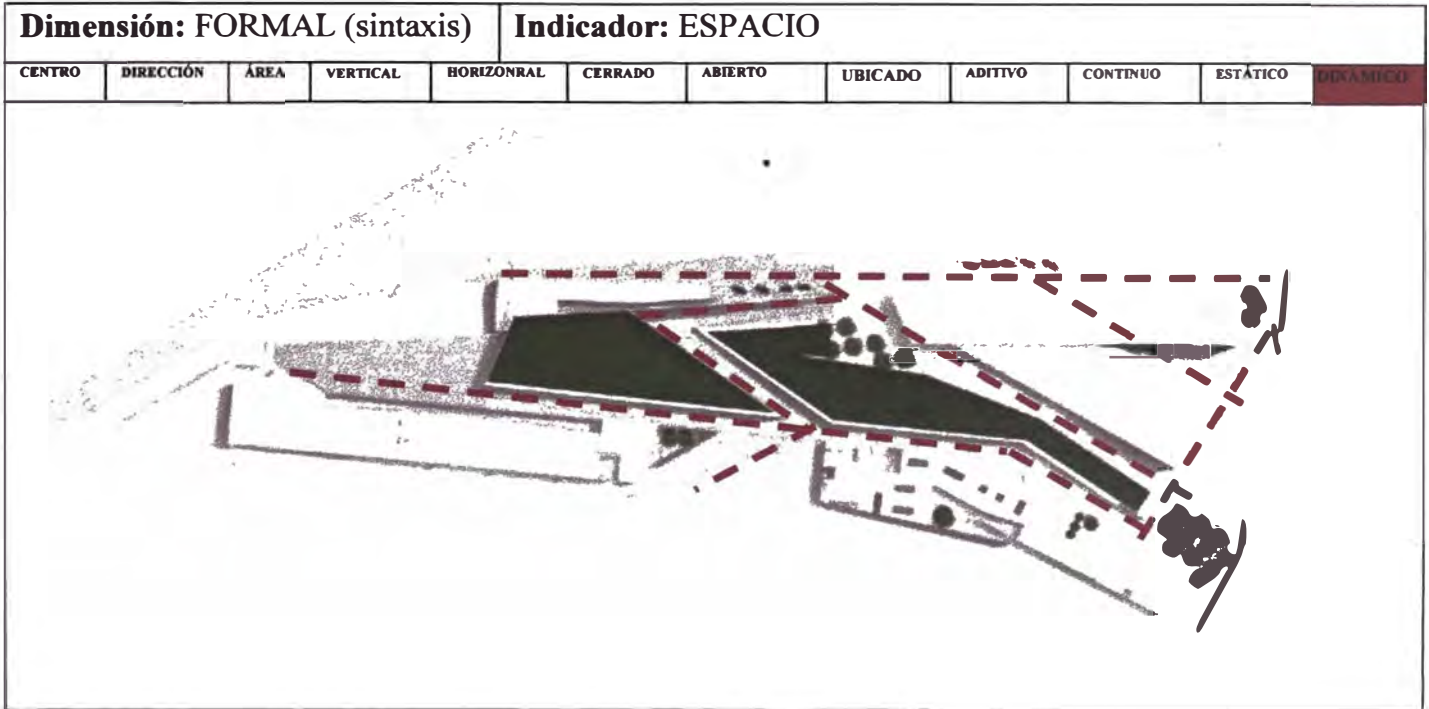 Dimensión: FORMAL (sintaxis) Indicador: ESPACIO
CENTRO DIRECCIÓN ÁREA VERTICAL HORIZONRAL CERRADO ABIERTO UBICADO ADITIVO CONTINUO ESTÁTICO DINÁMICO